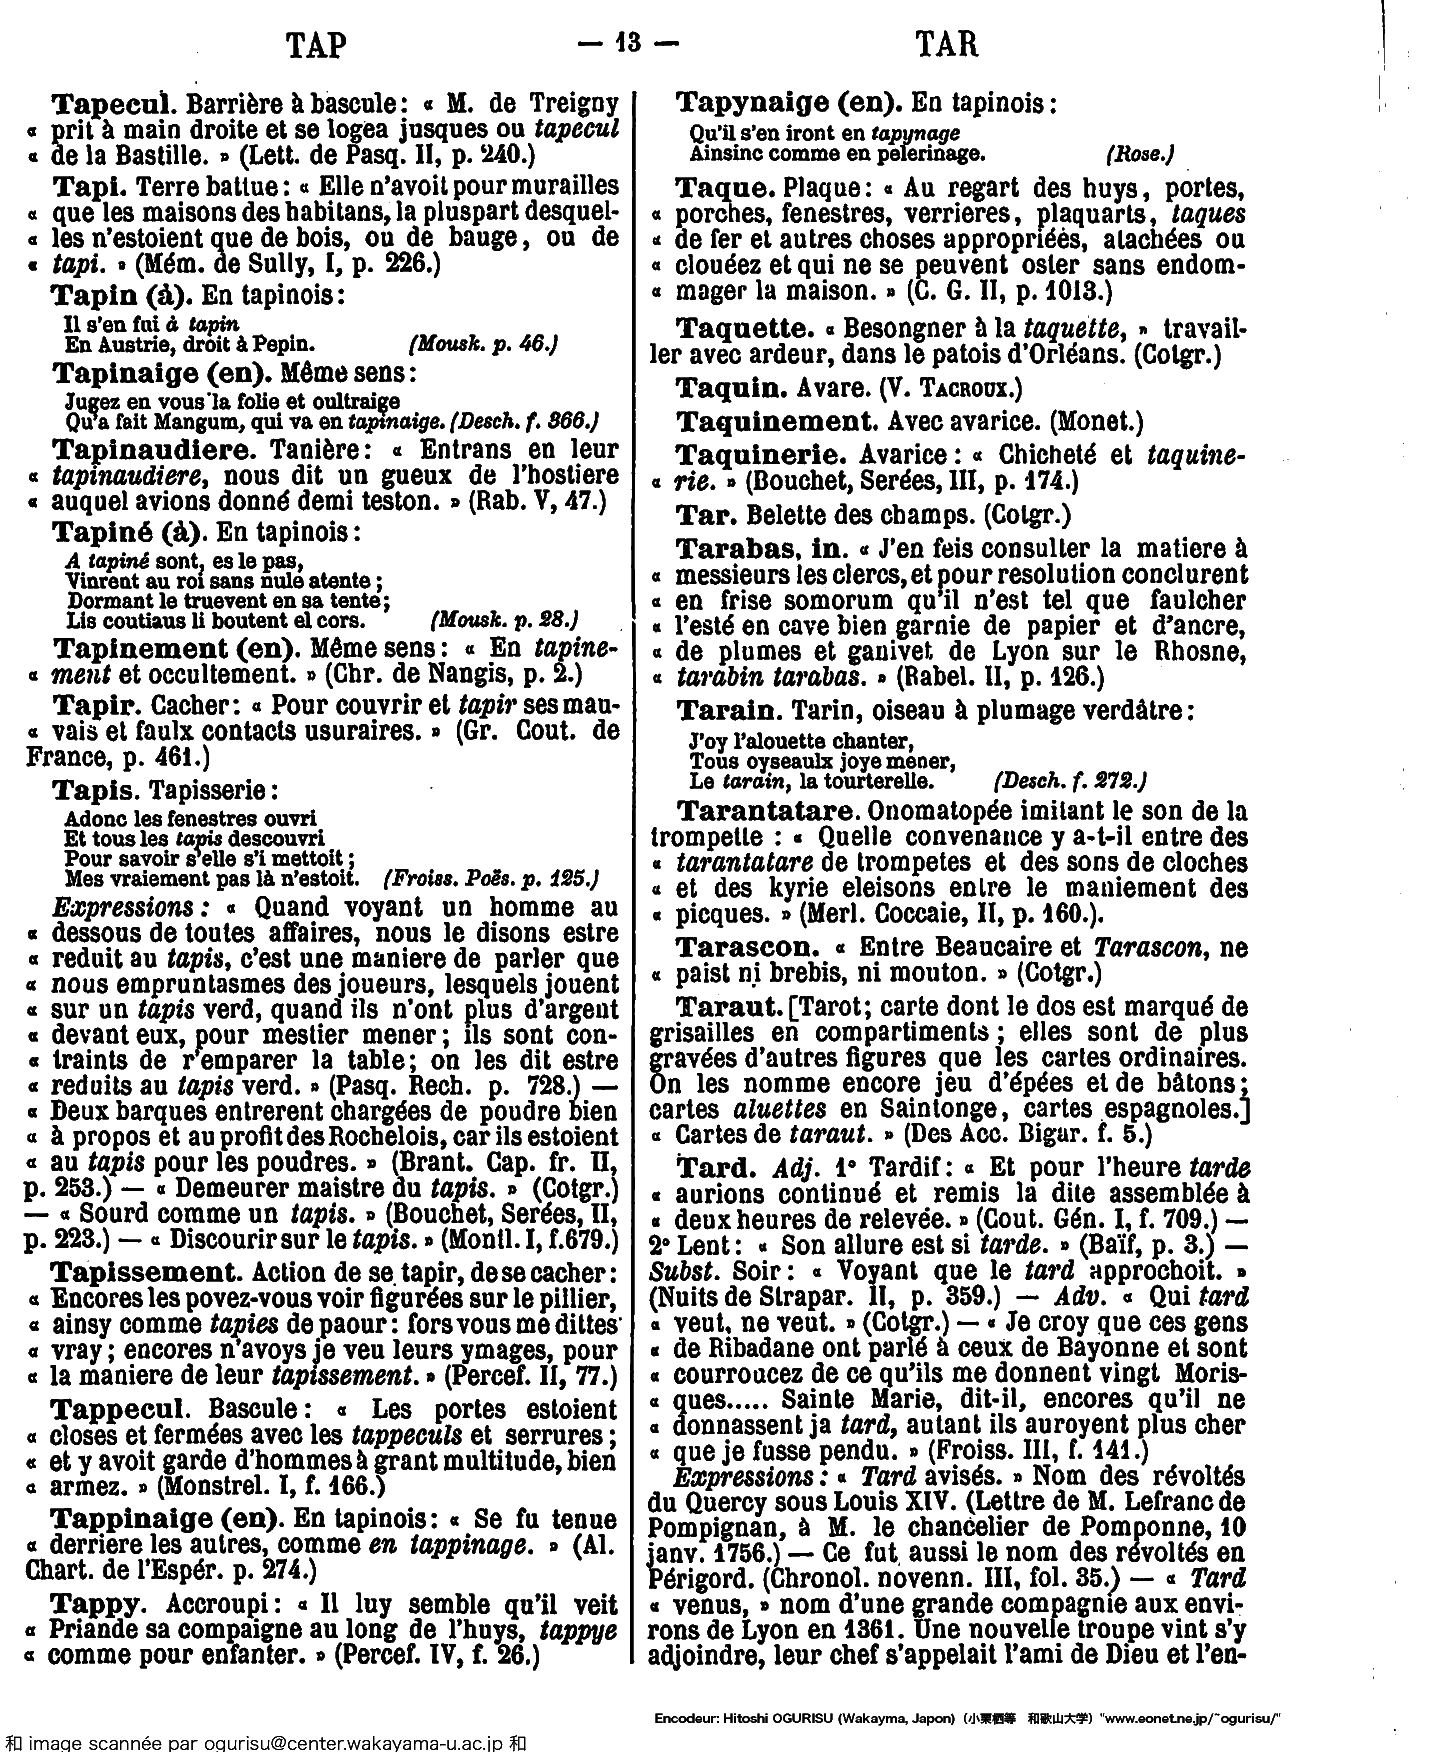 TAP — 13 — TAR
Tapecul. Barrière à bascule : « M. de Treigny
« prit à main droite et se logea jusques ou tapecul
« de la Bastille. » (Lett. de Pasq. II, p. 240.)
Tapi. Terre battue : « Elle n'avoit pour murailles
« que les maisons des habitans, la pluspart desquel-
« les n'estoient que de bois, ou de bauge, ou de
« tapi. » (Mém. de Sully, I, p. 226.)
Tapin (à). En tapinois :
Il s'en fui à tapin
En Austrie, droit à Pepin. (Mousk. p. 46.)
Tapinaige (en). Même sens :
Jugez en vous la folie et oultraige
Qu'a fait Mangum, qui va en tapinaige. (Desch. f. 366.)
Tapinaudiere. Tanière : « Entrans en leur
« tapinaudiere, nous dit un gueux de l'hostiere
« auquel avions donné demi teston. » (Rab. V, 47.)
Tapiné (à). En tapinois :
A tapiné sont, es le pas,
Vinrent au roi sans nule atente ;
Dormant le truevent en sa tente ;
Lis coutiaus li boutent el cors. (Mousk. p. 28.)
Tapinement (en). Même sens : « En tapine-
« ment et occultement. » (Chr. de Nangis, p. 2.)
Tapir. Cacher : « Pour couvrir et tapir ses mau-
« vais et faulx contacts usuraires. » (Gr. Cout. de
France, p. 461.)
Tapis. Tapisserie :
Adonc les fenestres ouvri
Et tous les tapis descouvri
Pour savoir s'elle s'i mettoit ;
Mes vraiement pas là n'estoit. (Froiss. Poës. p. 125.)
Expressions : « Quand voyant un homme au
« dessous de toutes affaires, nous le disons estre
« reduit au tapis, c'est une maniere de parler que
« nous empruntasmes des joueurs, lesquels jouent
« sur un tapis verd, quand ils n'ont plus d'argent
« devant eux, pour mestier mener ; ils sont con-
« traints de r'emparer la table ; on les dit estre
« reduits au tapis verd. » (Pasq. Rech. p. 728.) —
« Deux barques entrerent chargées de poudre bien
« à propos et au profit des Rochelois, car ils estoient
« au tapis pour les poudres. » (Brant. Cap. fr. II,
p. 253.) — « Demeurer maistre du tapis. » (Cotgr.)
— « Sourd comme un tapis. » (Bouchet, Serées, II,
p. 223.) — « Discourir sur le tapis. » (Montl. I, f. 679.)
Tapissement. Action de se tapir, de se cacher :
« Encores les povez-vous voir figurées sur le pillier,
« ainsy comme tapies de paour : fors vous me dittes
« vray ; encores n'avoys je veu leurs ymages, pour
« la maniere de leur tapissement. » (Percef. II, 77.)
Tappecul. Bascule : « Les portes estoient
« closes et fermées avec les tappeculs et serrures ;
« et y avoit garde d'hommes à grant multitude, bien
« armez. » (Monstrel. I, f. 166.)
Tappinaige (en). En tapinois : « Se fu tenue
« derriere les autres, comme en tappinage. » (Al.
Chart. de l'Espér. p. 274.)
Tappy. Accroupi : « Il luy semble qu'il veit
« Priande sa compaigne au long de l'huys, tappye
« comme pour enfanter. » (Percef. IV, f. 26.)
Tapynaige (en). En tapinois :
Qu'il s'en iront en tapynage
Ainsinc comme en pelerinage. (Rose.)
Taque. Plaque : « Au regart des huys, portes,
« porches, fenestres, verrieres, plaquarts, taques
« de fer et autres choses appropriées, atachées ou
« clouéez et qui ne se peuvent oster sans endom-
« mager la maison. » (C. G. II, p. 1013.)
Taquette. « Besongner à la taquette, » travail-
ler avec ardeur, dans le patois d'Orléans. (Cotgr.)
Taquin. Avare. (V. TACROUX.)
Taquinement. Avec avarice. (Monet.)
Taquinerie. Avarice : « Chicheté et taquine-
« rie. » (Bouchet, Serées, III, p. 174.)
Tar. Belette des champs. (Cotgr.)
Tarabas, in. « J'en feis consulter la matiere à
« messieurs les clercs, et pour resolution conclurent
« en frise somorum qu'il n'est tel que faulcher
« l'esté en cave bien garnie de papier et d'ancre,
« de plumes et ganivet de Lyon sur le Rhosne,
« tarabin tarabas. » (Rabel. II, p. 126.)
Tarain. Tarin, oiseau à plumage verdâtre :
J'oy l'alouette chanter,
Tous oyseaulx joye mener,
Le tarain, la tourterelle. (Desch. f. 272.)
Tarantatare. Onomatopée imitant le son de la
trompette : « Quelle convenance y a-t-il entre des
« tarantatare de trompetes et des sons de cloches
« et des kyrie eleisons entre le maniement des
« picques. » (Merl. Coccaie, II, p. 160.).
Tarascon. « Entre Beaucaire et Tarascon, ne
« paist ni brebis, ni mouton. » (Cotgr.)
Taraut. [Tarot ; carte dont le dos est marqué de
grisailles en compartiments ; elles sont de plus
gravées d'autres figures que les cartes ordinaires.
On les nomme encore jeu d'épées et de bâtons ;
cartes aluettes en Saintonge, cartes espagnoles.]
« Cartes de taraut. » (Des Acc. Bigar. f. 5.)
Tard. Adj. 1° Tardif : « Et pour l'heure tarde
« aurions continué et remis la dite assemblée à
« deux heures de relevée. » (Cout. Gén. I, f. 709.) —
2° Lent : « Son allure est si tarde. » (Baïf, p. 3.) —
Subst. Soir : « Voyant que le tard approchoit. »
(Nuits de Strapar. II, p. 359.) — Adv. « Qui tard
« veut, ne veut. » (Cotgr.) — « Je croy que ces gens
« de Ribadane ont parlé à ceux de Bayonne et sont
« courroucez de ce qu'ils me donnent vingt Moris-
« ques..... Sainte Marie, dit-il, encores qu'il ne
« donnassent ja tard, autant ils auroyent plus cher
« que je fusse pendu. » (Froiss. III, f. 141.)
Expressions : « Tard avisés. » Nom des révoltés
du Quercy sous Louis XIV. (Lettre de M. Lefranc de
Pompignan, à M. le chancelier de Pomponne, 10
janv. 1756.) — Ce fut aussi le nom des révoltés en
Périgord. (Chronol. novenn. III, fol. 35.) — « Tard
« venus, » nom d'une grande compagnie aux envi-
rons de Lyon en 1361. Une nouvelle troupe vint s'y
adjoindre, leur chef s'appelait l'ami de Dieu et l'en-
Encodeur: Hitoshi OGURISU (Wakayma, Japon) (小栗栖等 和歌山大学) "www.eonet.ne.jp/~ogurisu/"
和 image scannée par ogurisu@center.wakayama-u.ac.jp 和